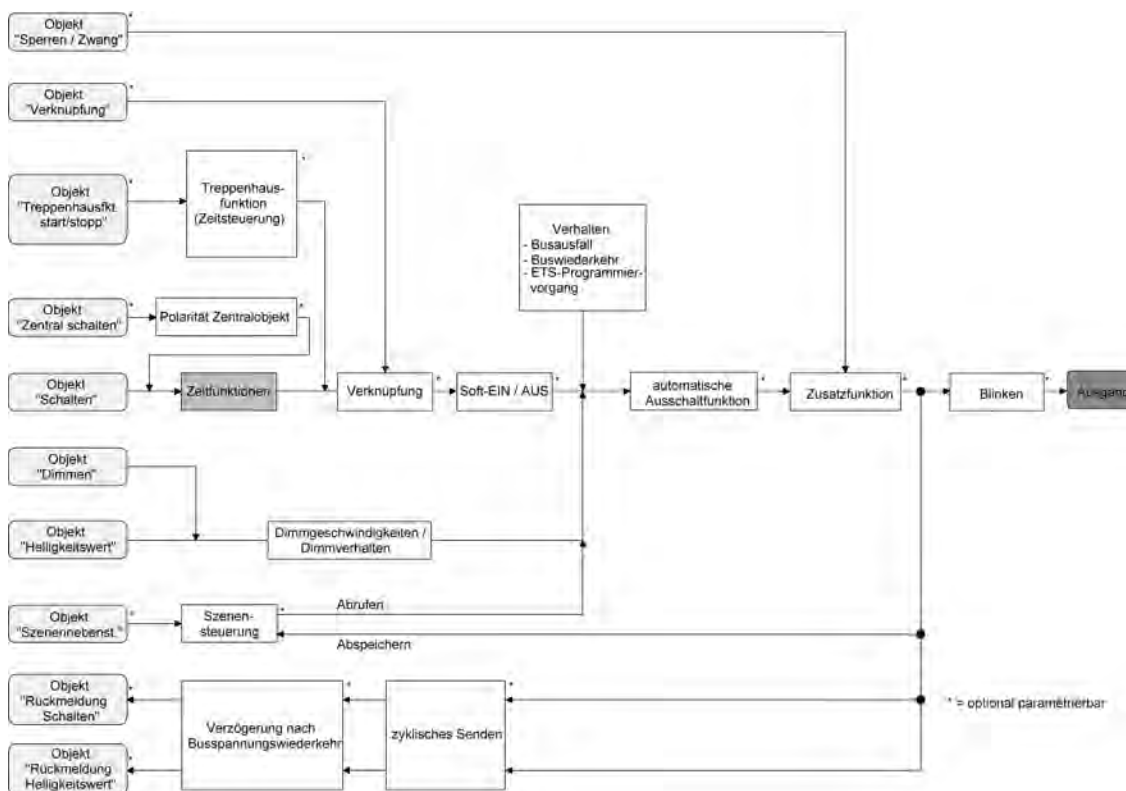 Objekt
"Sperren / Zwang"
*
Objekt
"Verknüpfung"
*
Objekt
"Treppenhausfkt.
start/stopp"
*
Treppenhaus-
funktion
(Zeitsteuerung)
*
Verhalten
- Busausfall
- Buswiederkehr
- ETS-Programmier-
vorgang
Objekt
"Zentral schalten"
*
Polarität Zentralobjekt
*
Objekt
"Schalten"
*
Zeitfunktionen
Verknüpfung
*
Soft-EIN / AUS
*
automatische
Ausschaltfunktion
*
Zusatzfunktion
*
Blinken
*
Ausgang
Objekt
"Dimmen"
Objekt
"Helligkeitswert"
Dimmgeschwindigkeiten /
Dimmverhalten
Objekt
"Szenennebenst."
*
Szenen-
steuerung
*
Abrufen
Abspeichern
Objekt
"Rückmeldung
Schalten"
*
Verzögerung nach
Busspannungswiederkehr
*
zyklisches Senden
*
* = optional parametrierbar
Objekt
"Rückmeldung
Helligkeitswert"
*